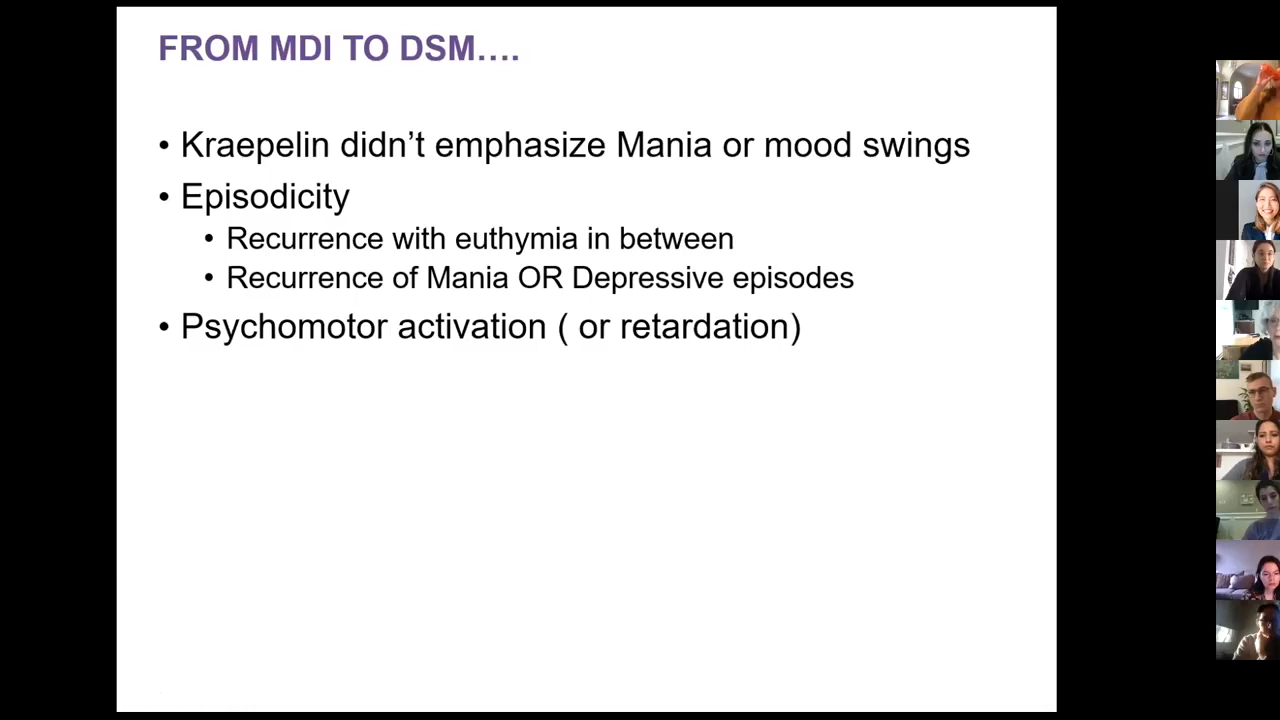 FROM MDI TO DSM….
• Kraepelin didn’t emphasize Mania or mood swings
• Episodicity
• Recurrence with euthymia in between
• Recurrence of Mania OR Depressive episodes
• Psychomotor activation ( or retardation)